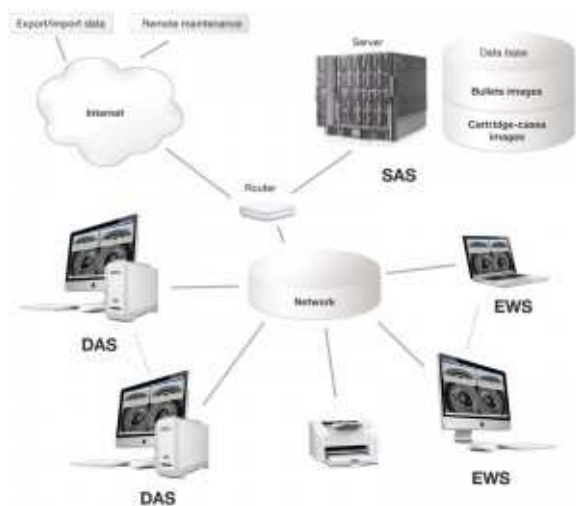 Export/import data
Remote maintenance
Server
Data base
Internet
Bullets images
Cartridge-cases
images
SAS
Router
Network
DAS
EWS
DAS
EWS